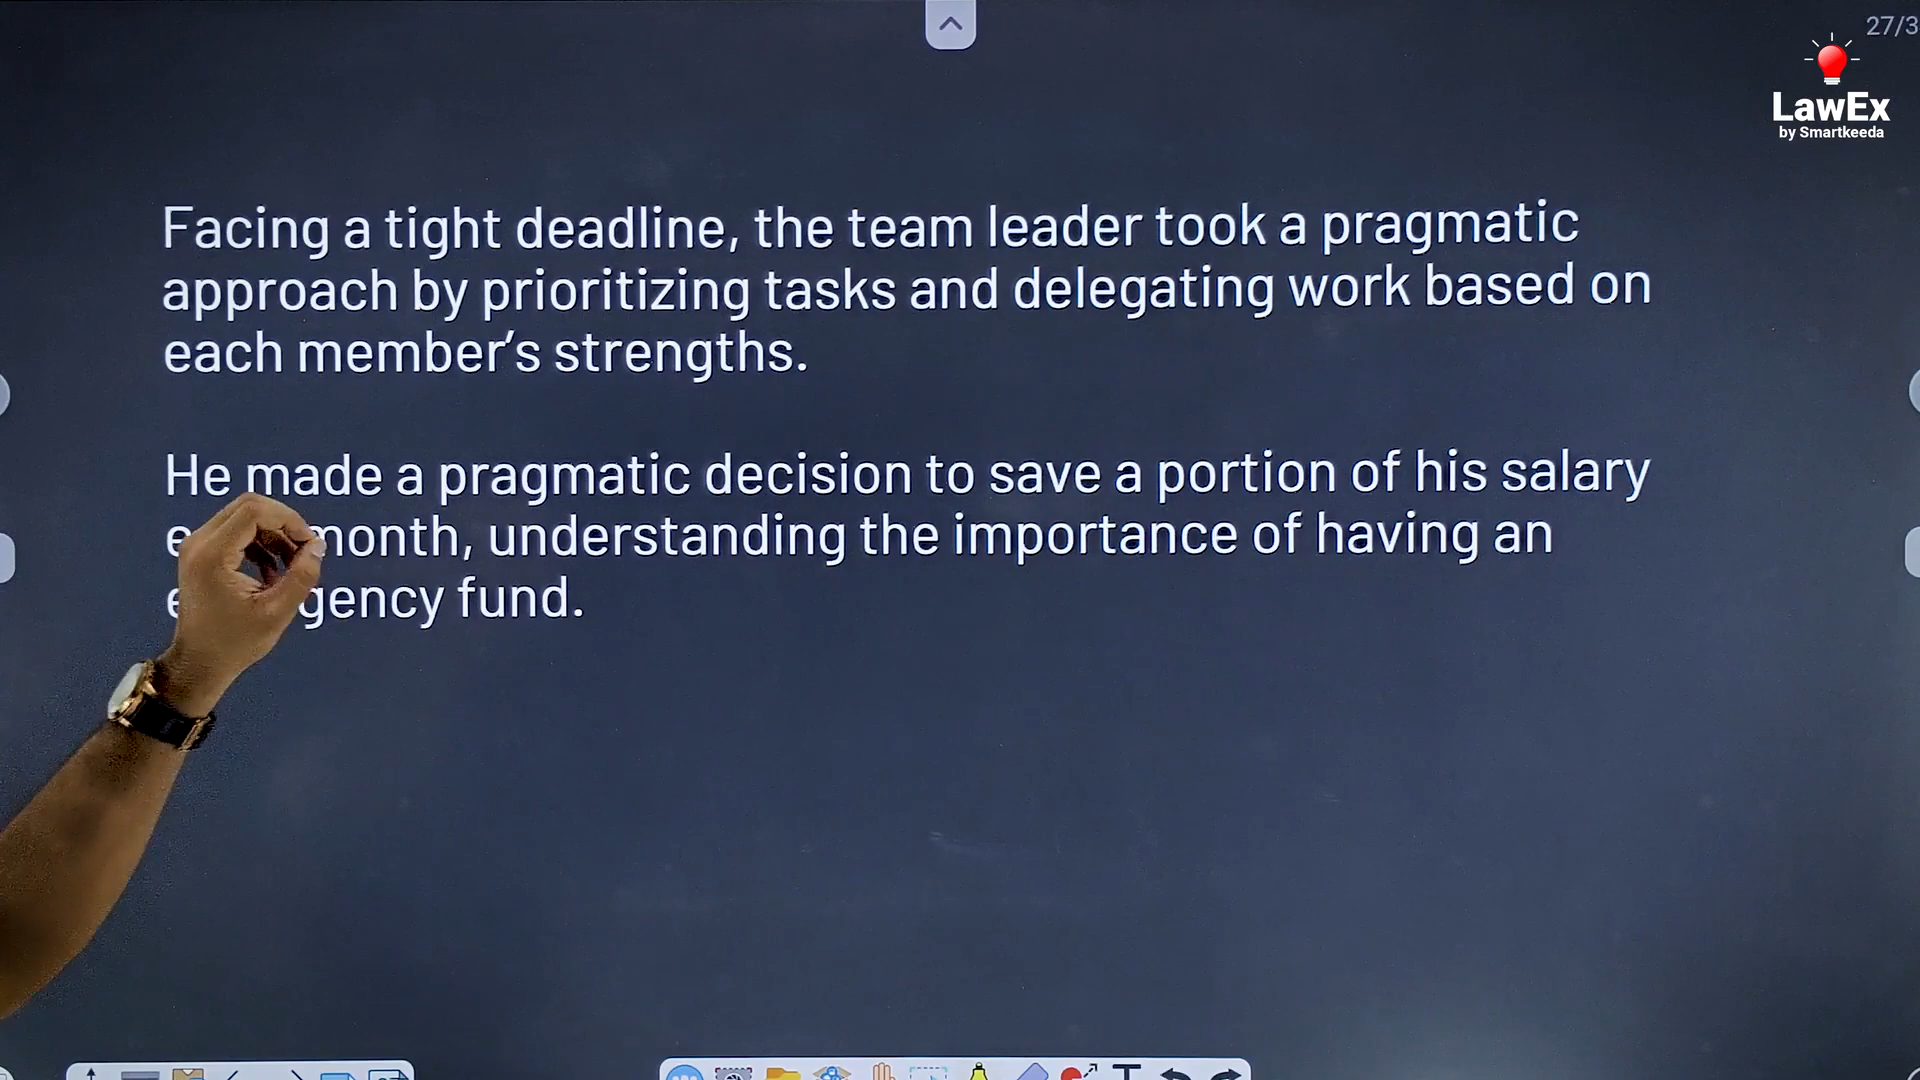 27/3
LawEx
by Smartkeeda
Facing a tight deadline, the team leader took a pragmatic
approach by prioritizing tasks and delegating work based on
each member's strengths.
He made a pragmatic decision to save a portion of his salary
month, understanding the importance of having an
fund.